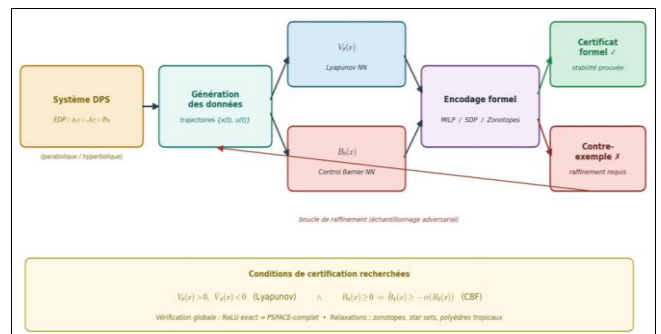 Système DPS
EDP : ∂ₜx = Ax + Bu
(parabolique / hyperbolique)
Génération
des données
trajectoires {x(t), u(t)}
V_θ(x)
Lyapunov NN
B_θ(x)
Control Barrier NN
Encodage formel
MILP / SDP / Zonotopes
Certificat
formel ✓
stabilité prouvée
Contre-
exemple ✗
raffinement requis
boucle de raffinement (échantillonnage adversarial)
Conditions de certification recherchées
V_θ(x) > 0, V̇_θ(x) < 0 (Lyapunov) ∧ B_θ(x) ≥ 0 ⇒ Ḃ_θ(x) ≥ −α(B_θ(x)) (CBF)
Vérification globale : ReLU exact ⇒ PSPACE-complet • Relaxations : zonotopes, star sets, polyèdres tropicaux